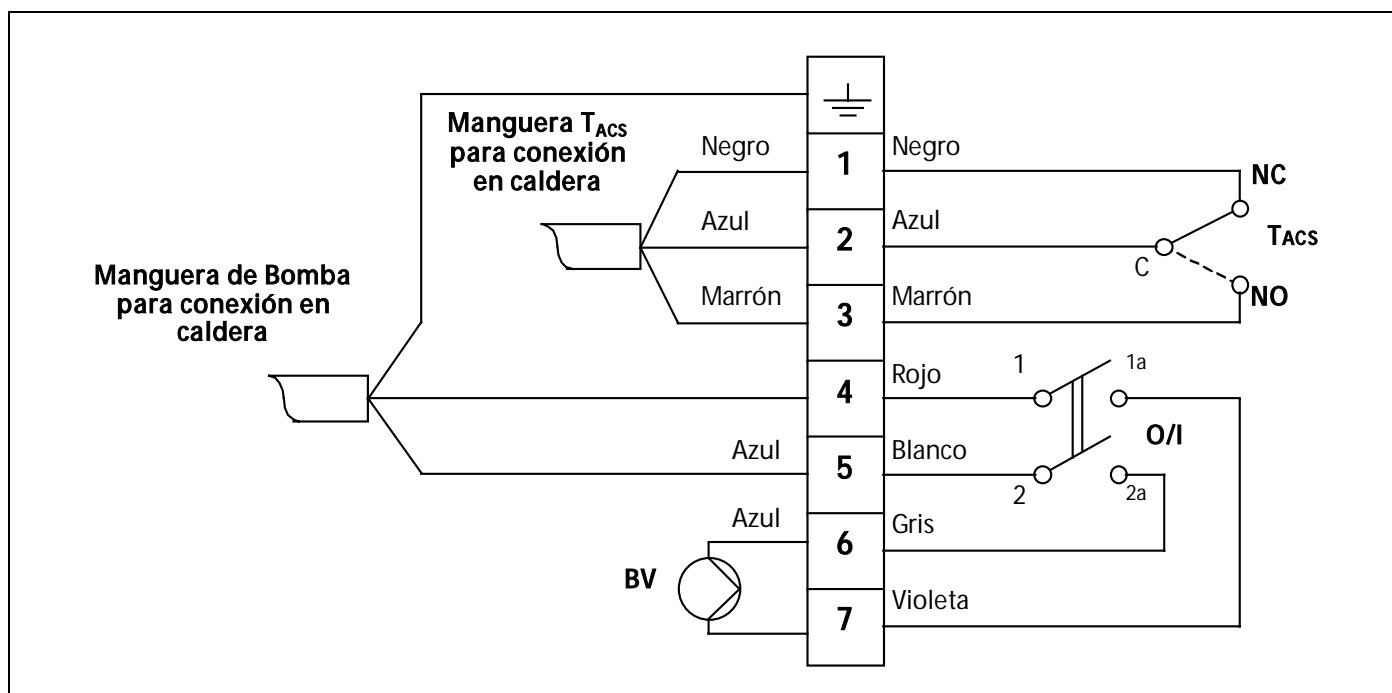 Manguera TACS
para conexión
en caldera
Manguera de Bomba
para conexión en
caldera
Negro
1
Negro
NC
Azul
2
Azul
C
TACS
Marrón
3
Marrón
NO
4
Rojo
1
1a
O/I
Azul
5
Blanco
2
2a
Azul
6
Gris
BV
7
Violeta